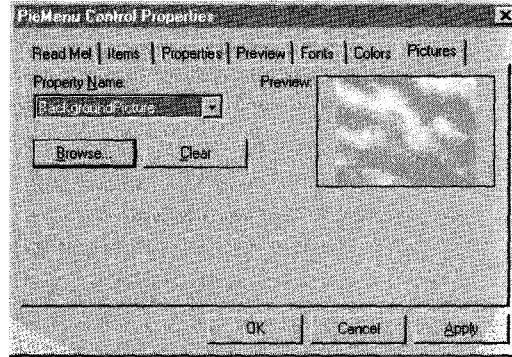 PieMenu Control Properties
Read Me! Items Properties Preview Fonts Colors Pictures
Property Name: Preview:
BackgroundPicture
Browse... Clear
OK Cancel Apply